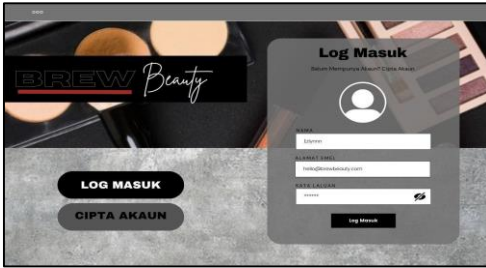 BREW Beauty
LOG MASUK
CIPTA AKAUN
Log Masuk
Belum Mempunyai Akaun? Cipta Akaun.
NAMA
ALAMAT EMEL
hello@brewbeauty.com
KATA LALUAN
******
Log Masuk